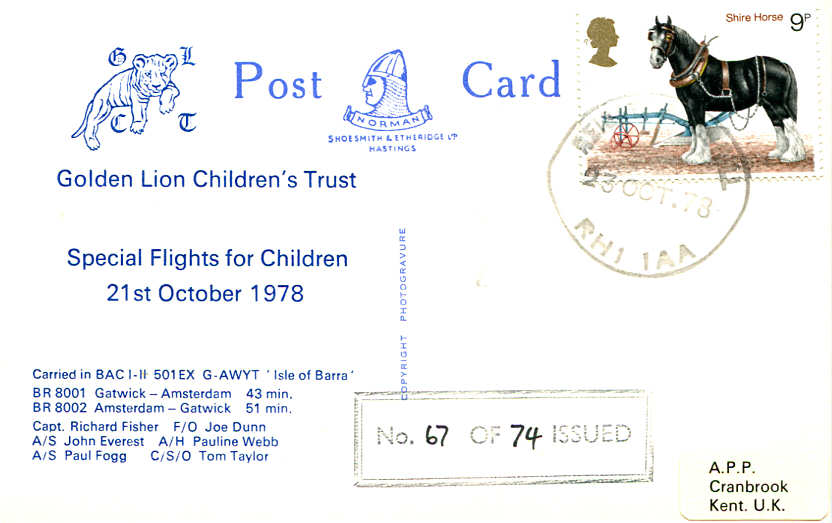 G L
C T
Post Card
NORMAN
SHOESMITH & ETHERIDGE LTD
HASTINGS
Shire Horse 9P
Golden Lion Children's Trust
23 OCT. 78
RH1 1AA
Special Flights for Children
21st October 1978
COPYRIGHT PHOTOGRAVURE
Carried in BAC I-II 501EX G-AWYT 'Isle of Barra'
BR 8001 Gatwick – Amsterdam 43 min.
BR 8002 Amsterdam – Gatwick 51 min.
Capt. Richard Fisher F/O Joe Dunn
A/S John Everest A/H Pauline Webb
A/S Paul Fogg C/S/O Tom Taylor
No. 67 OF 74 ISSUED
A.P.P.
Cranbrook
Kent. U.K.